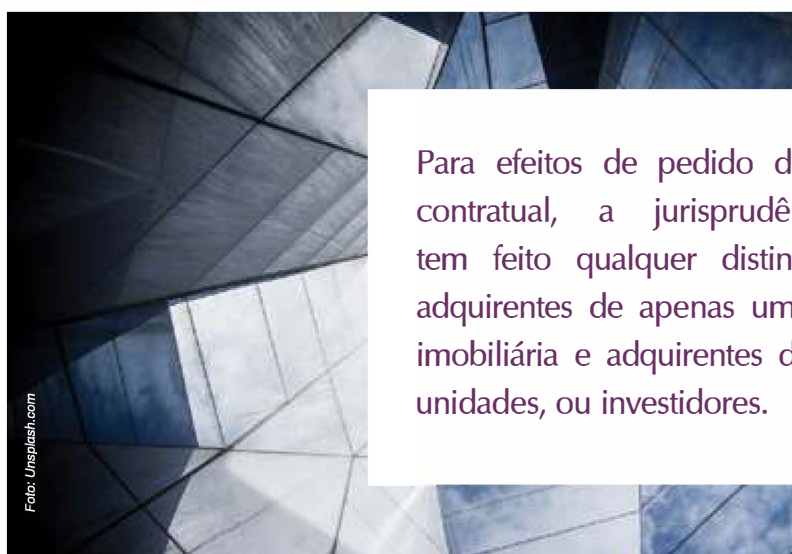 Para efeitos de pedido d
contratual, a jurisprudê
tem feito qualquer distin
adquirentes de apenas um
imobiliária e adquirentes d
unidades, ou investidores.
Foto: Unsplash.com